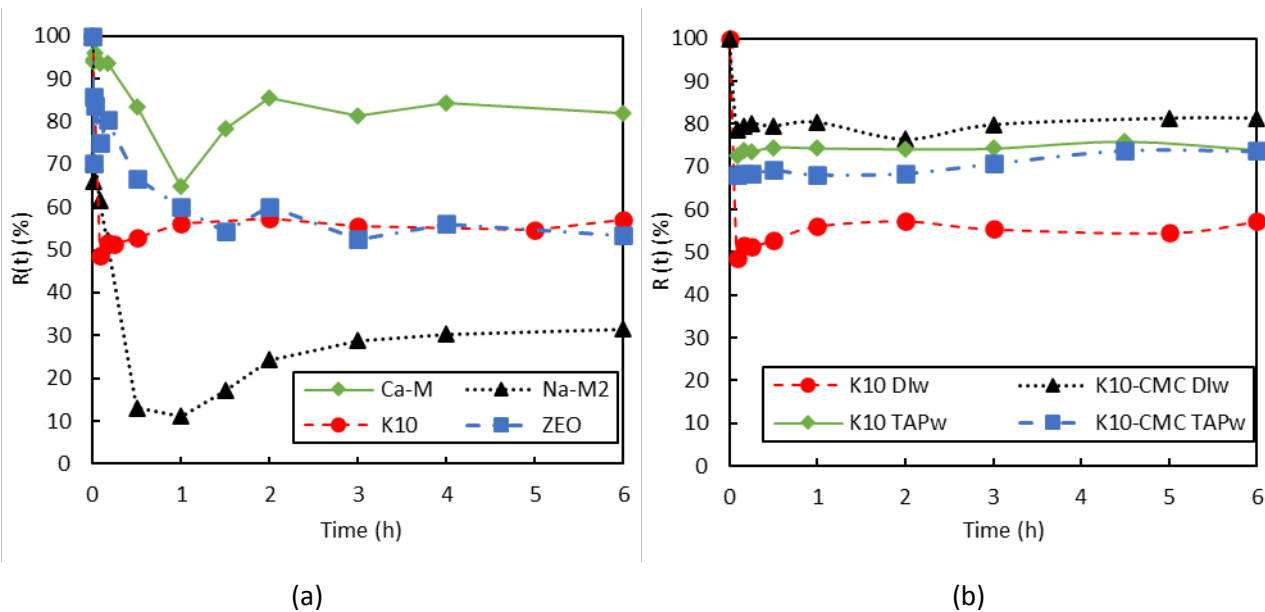 100
90
80
70
60
50
40
30
20
10
0
R(t) (%)
0 1 2 3 4 5 6
Time (h)
Ca-M Na-M2
K10 ZEO
(a)
100
90
80
70
60
50
40
30
20
10
0
R (t) (%)
0 1 2 3 4 5 6
Time (h)
K10 DIw K10-CMC DIw
K10 TAPw K10-CMC TAPw
(b)